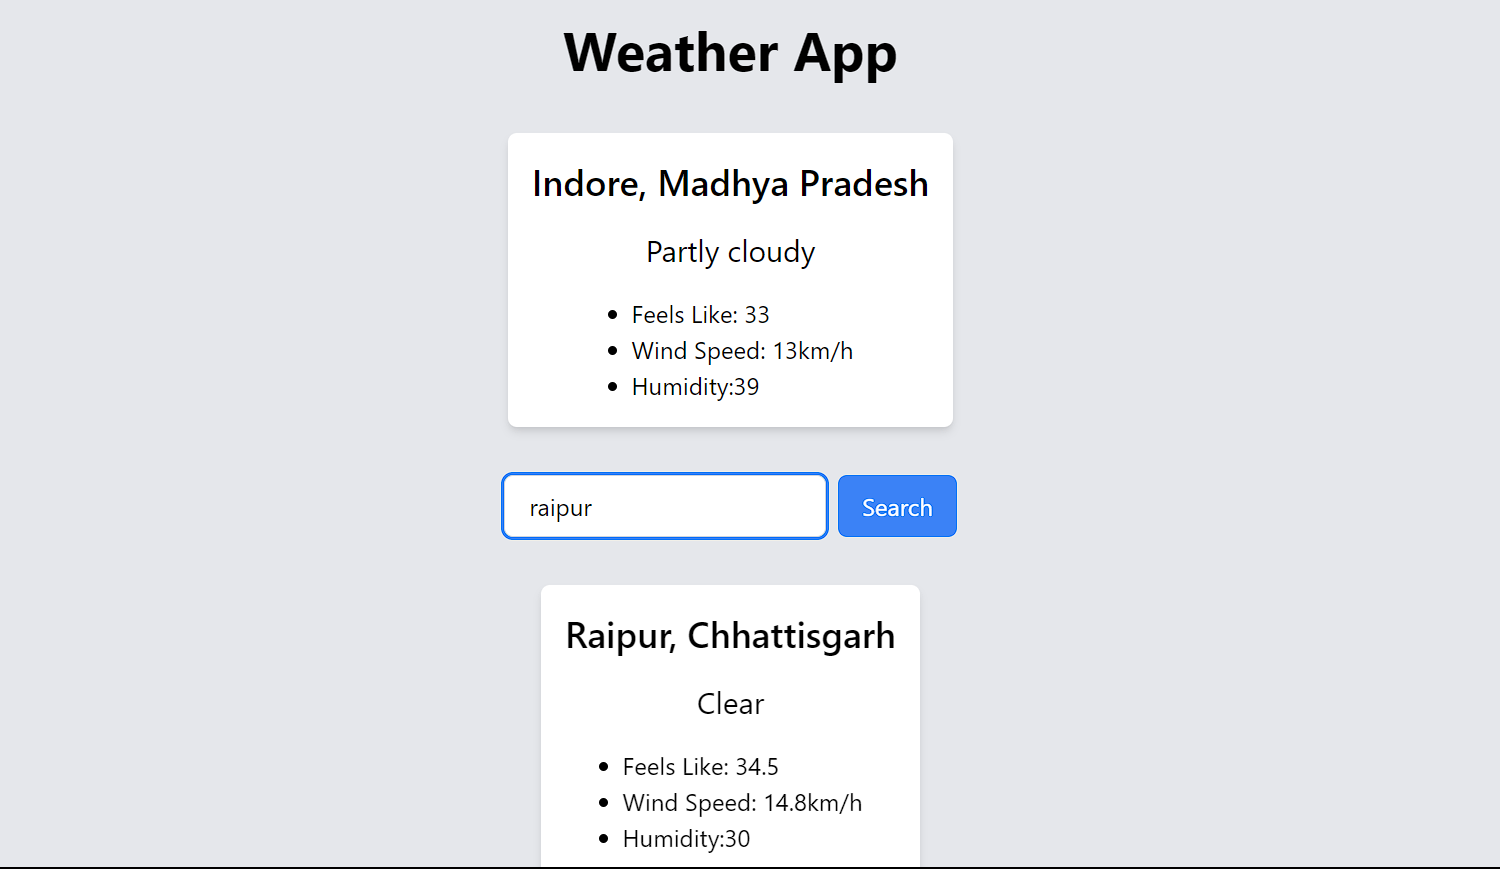 Weather App
Indore, Madhya Pradesh
Partly cloudy
Feels Like: 33
Wind Speed: 13km/h
Humidity:39
raipur
Search
Raipur, Chhattisgarh
Clear
Feels Like: 34.5
Wind Speed: 14.8km/h
Humidity:30